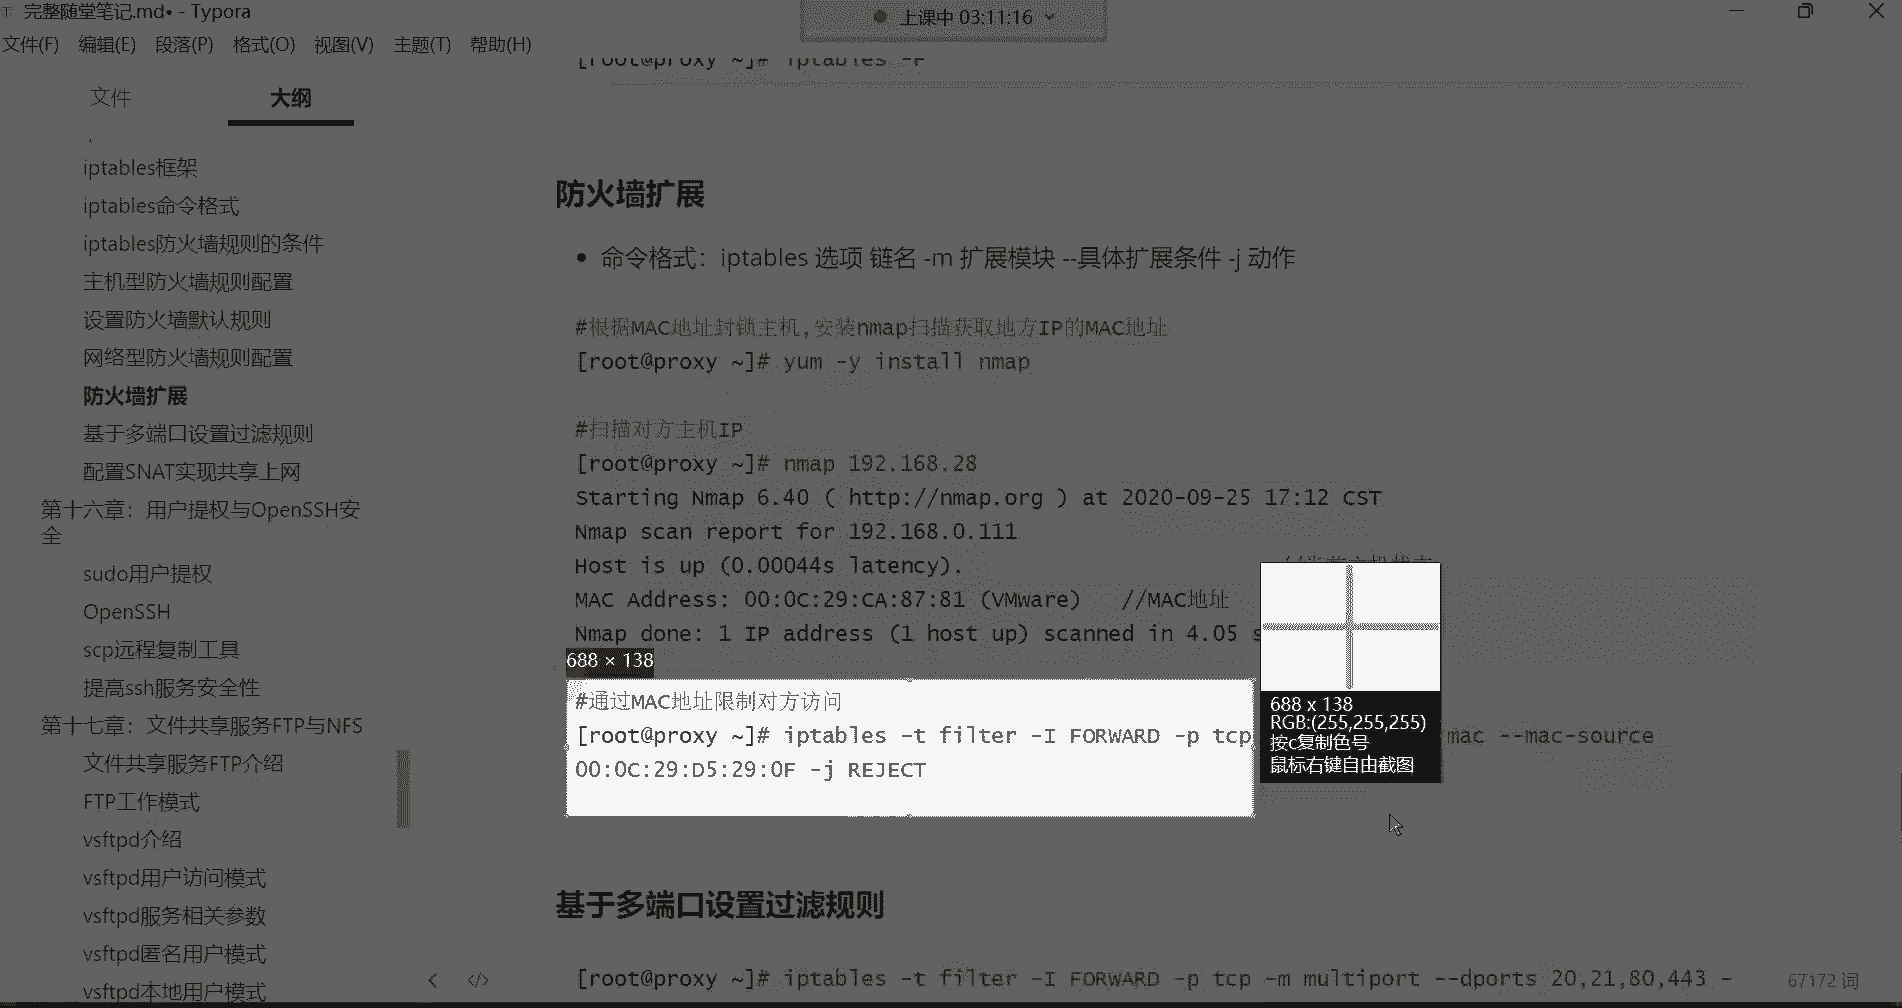 完整随堂笔记.md• - Typora
上课中 03:11:16
文件(F) 编辑(E) 段落(P) 格式(O) 视图(V) 主题(T) 帮助(H)
文件 大纲
iptables框架
iptables命令格式
iptables防火墙规则的条件
主机型防火墙规则配置
设置防火墙默认规则
网络型防火墙规则配置
防火墙扩展
基于多端口设置过滤规则
配置SNAT实现共享上网
第十六章：用户提权与OpenSSH安
全
sudo用户提权
OpenSSH
scp远程复制工具
提高ssh服务安全性
第十七章：文件共享服务FTP与NFS
文件共享服务FTP介绍
FTP工作模式
vsftpd介绍
vsftpd用户访问模式
vsftpd服务相关参数
vsftpd匿名用户模式
vsftpd本地用户模式
[root@proxy ~]# iptables -F
防火墙扩展
• 命令格式：iptables 选项 链名 -m 扩展模块 --具体扩展条件 -j 动作
#根据MAC地址封锁主机,安装nmap扫描获取地方IP的MAC地址
[root@proxy ~]# yum -y install nmap
#扫描对方主机IP
[root@proxy ~]# nmap 192.168.28
Starting Nmap 6.40 ( http://nmap.org ) at 2020-09-25 17:12 CST
Nmap scan report for 192.168.0.111
Host is up (0.00044s latency).
MAC Address: 00:0C:29:CA:87:81 (VMware) //MAC地址
Nmap done: 1 IP address (1 host up) scanned in 4.05 s
688 × 138
#通过MAC地址限制对方访问
[root@proxy ~]# iptables -t filter -I FORWARD -p tcp mac --mac-source
00:0C:29:D5:29:0F -j REJECT
688 x 138
RGB:(255,255,255)
按c复制色号
鼠标右键自由截图
基于多端口设置过滤规则
[root@proxy ~]# iptables -t filter -I FORWARD -p tcp -m multiport --dports 20,21,80,443 -
67172 词